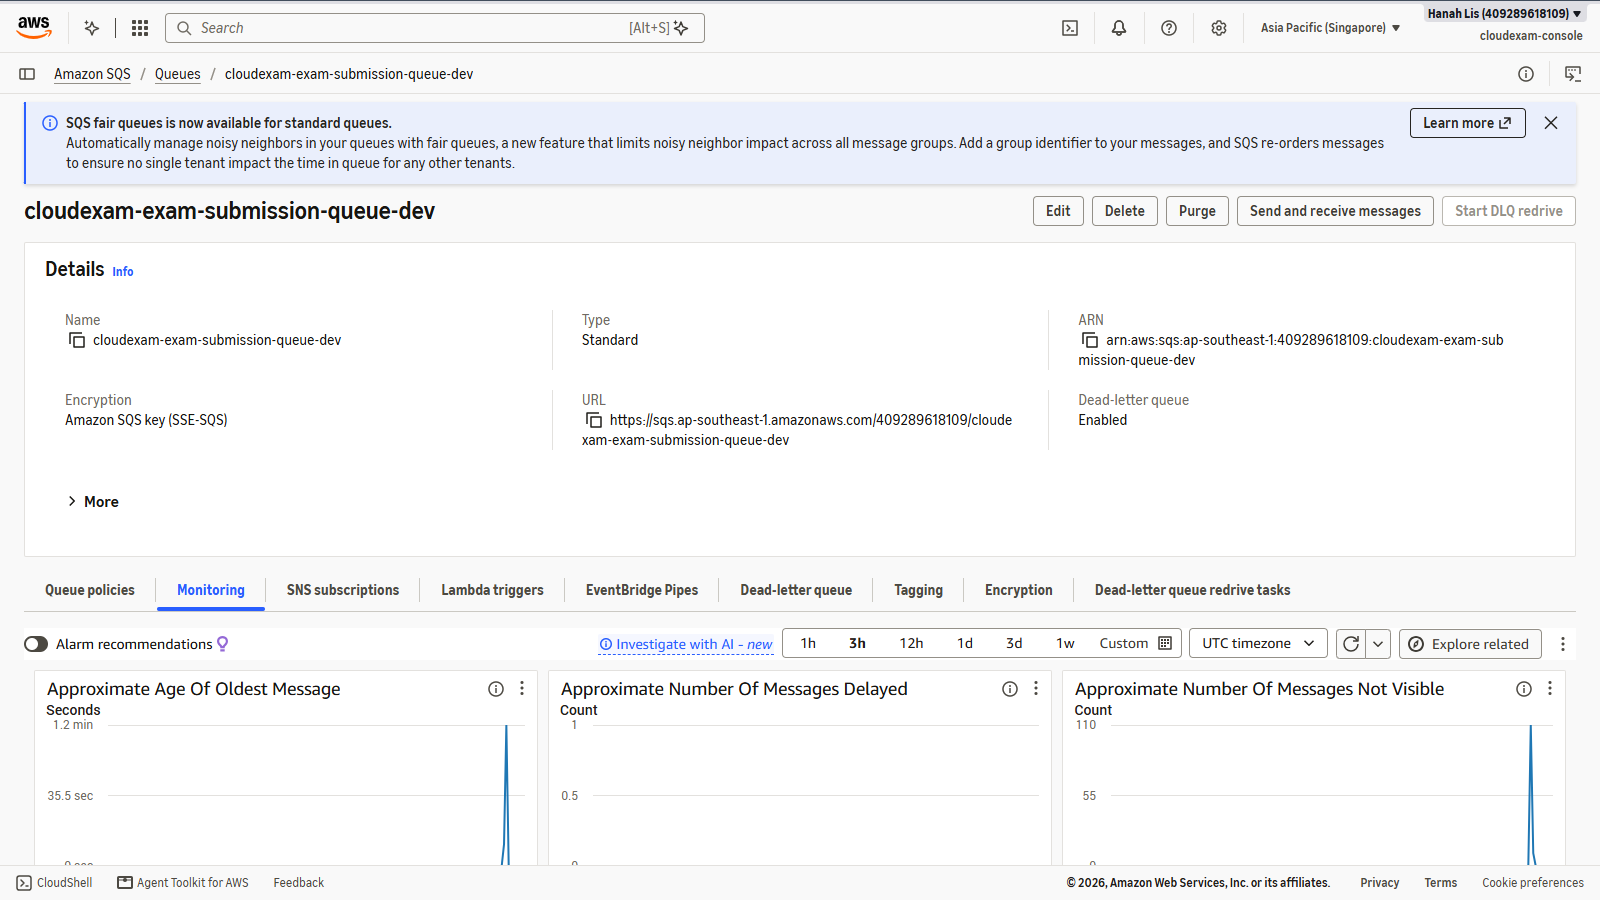 aws
Search [Alt+S]
Asia Pacific (Singapore)
Hanah Lis (409289618109)
cloudexam-console
Amazon SQS / Queues / cloudexam-exam-submission-queue-dev
SQS fair queues is now available for standard queues.
Automatically manage noisy neighbors in your queues with fair queues, a new feature that limits noisy neighbor impact across all message groups. Add a group identifier to your messages, and SQS re-orders messages
to ensure no single tenant impact the time in queue for any other tenants.
Learn more
cloudexam-exam-submission-queue-dev
Edit Delete Purge Send and receive messages Start DLQ redrive
Details Info
Name
cloudexam-exam-submission-queue-dev
Type
Standard
ARN
arn:aws:sqs:ap-southeast-1:409289618109:cloudexam-exam-sub
mission-queue-dev
Encryption
Amazon SQS key (SSE-SQS)
URL
https://sqs.ap-southeast-1.amazonaws.com/409289618109/cloude
xam-exam-submission-queue-dev
Dead-letter queue
Enabled
More
Queue policies Monitoring SNS subscriptions Lambda triggers EventBridge Pipes Dead-letter queue Tagging Encryption Dead-letter queue redrive tasks
Alarm recommendations
Investigate with AI - new
1h 3h 12h 1d 3d 1w Custom
UTC timezone
Explore related
Approximate Age Of Oldest Message
Seconds
1.2 min
35.5 sec
0 sec
Approximate Number Of Messages Delayed
Count
1
0.5
0
Approximate Number Of Messages Not Visible
Count
110
55
0
CloudShell Agent Toolkit for AWS Feedback
© 2026, Amazon Web Services, Inc. or its affiliates. Privacy Terms Cookie preferences